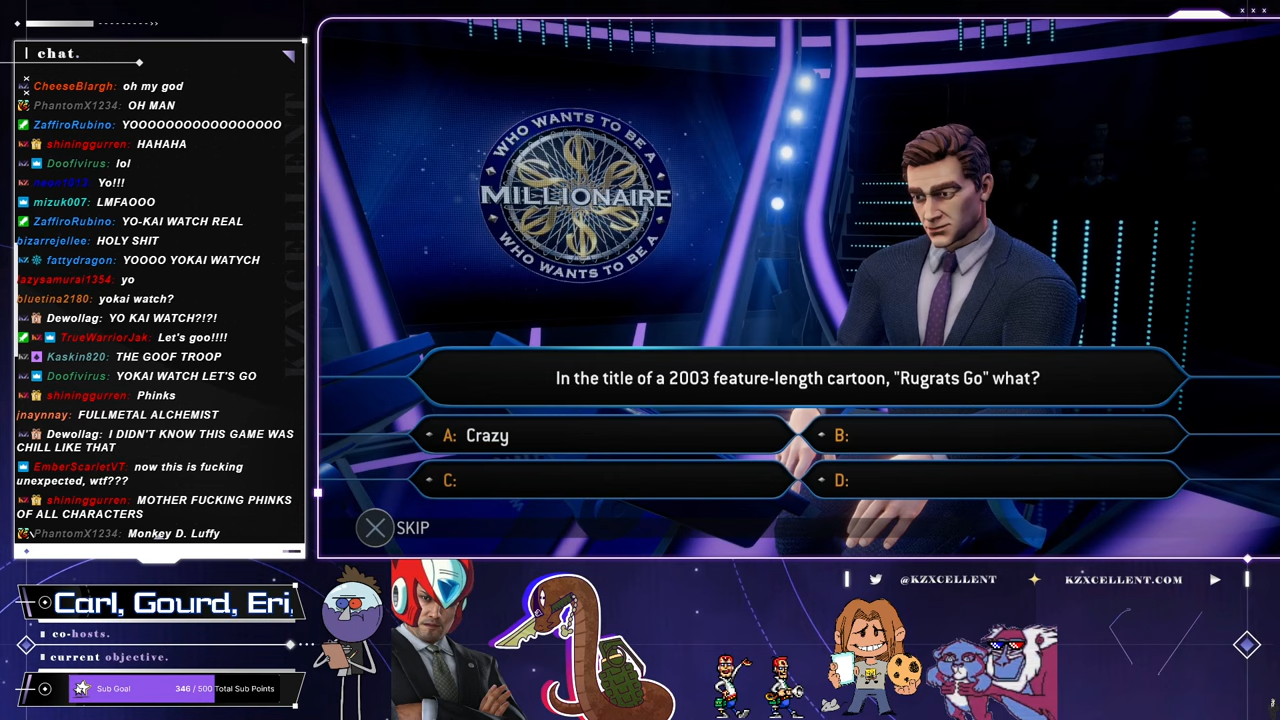 chat.
CheeseBlargh: oh my god
PhantomX1234: OH MAN
ZaffiroRubino: YOOOOOOOOOOOOOOOOO
shininggurren: HAHAHA
Doofivirus: lol
Yo!!!
mizuk007: LMFAOOO
ZaffiroRubino: YO-KAI WATCH REAL
bizarrejellee: HOLY SHIT
fattydragon: YOOOO YOKAI WATYCH
lazysamurai1354: yo
bluetina2180: yokai watch?
Dewollag: YO KAI WATCH?!?!
TrueWarriorJak: Let's goo!!!!
Kaskin820: THE GOOF TROOP
Doofivirus: YOKAI WATCH LET'S GO
shininggurren: Phinks
jnaynnay: FULLMETAL ALCHEMIST
Dewollag: I DIDN'T KNOW THIS GAME WAS
CHILL LIKE THAT
EmberScarletVT: now this is fucking
unexpected, wtf???
shininggurren: MOTHER FUCKING PHINKS
OF ALL CHARACTERS
PhantomX1234: Monkey D. Luffy
KZXCELLENT
WHO WANTS TO BE A
MILLIONAIRE
WHO WANTS TO BE A
In the title of a 2003 feature-length cartoon, "Rugrats Go" what?
A: Crazy
B:
C:
D:
SKIP
Carl, Gourd, Eri,
co-hosts.
current objective.
Sub Goal 346 / 500 Total Sub Points
@KZXCELLENT
KZXCELLENT.COM